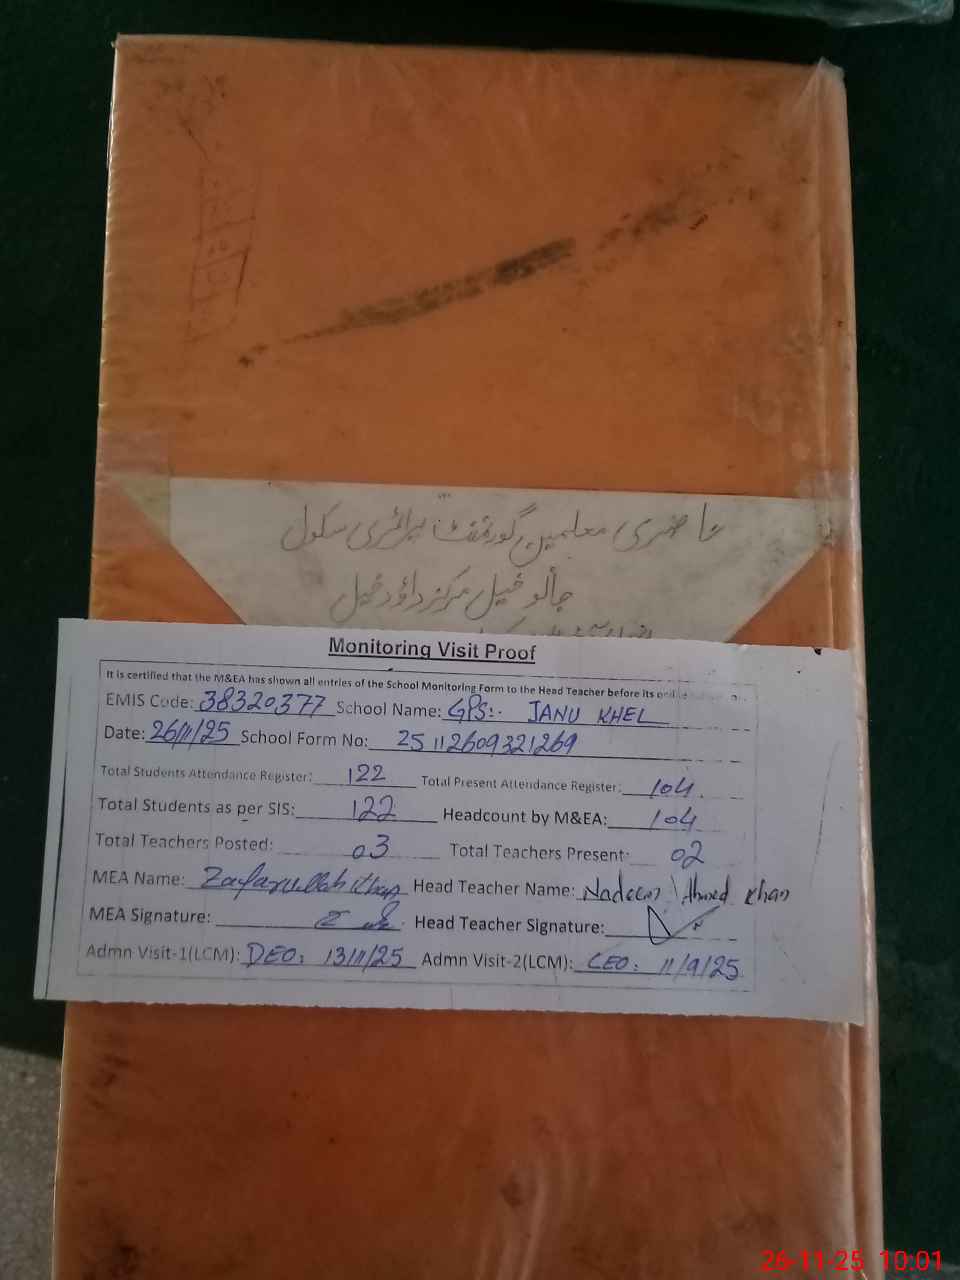 حاضری معلمین گورنمنٹ پرائمری سکول
جانو خیل مرکز داؤد خیل
Monitoring Visit Proof
It is certified that the M&EA has shown all entries of the School Monitoring Form to the Head Teacher before its
EMIS Code: 38320377 School Name: GPS:- JANU KHEL
Date: 26/11/25 School Form No: 25112609321269
Total Students Attendance Register: 122 Total Present Attendance Register: 104
Total Students as per SIS: 122 Headcount by M&EA: 104
Total Teachers Posted: 03 Total Teachers Present: 02
MEA Name: Zafarullah Khan Head Teacher Name: Nadeem Ahmed Khan
MEA Signature: Head Teacher Signature:
Admn Visit-1(LCM): DEO: 13/11/25 Admn Visit-2(LCM): CEO: 11/9/25
26-11-25 10:01